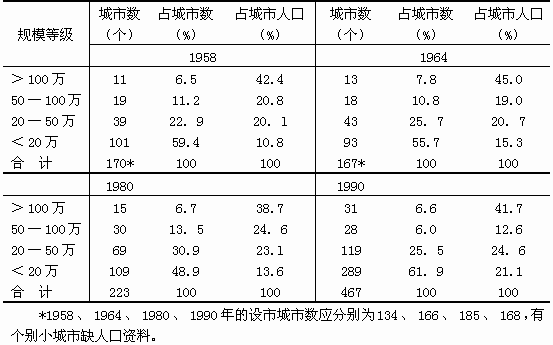 规模等级 城市数(个) 占城市数(%) 占城市人口(%) 城市数(个) 占城市数(%) 占城市人口(%)
1958 1964
＞100万 11 6.5 42.4 13 7.8 45.0
50—100万 19 11.2 20.8 18 10.8 19.0
20—50万 39 22.9 20.1 43 25.7 20.7
＜20万 101 59.4 10.8 93 55.7 15.3
合 计 170* 100 100 167* 100 100
1980 1990
＞100万 15 6.7 38.7 31 6.6 41.7
50—100万 30 13.5 24.6 28 6.0 12.6
20—50万 69 30.9 23.1 119 25.5 24.6
＜20万 109 48.9 13.6 289 61.9 21.1
合 计 223 100 100 467 100 100
*1958、1964、1980、1990年的设市城市数应分别为134、166、185、168,有
个别小城市缺人口资料。